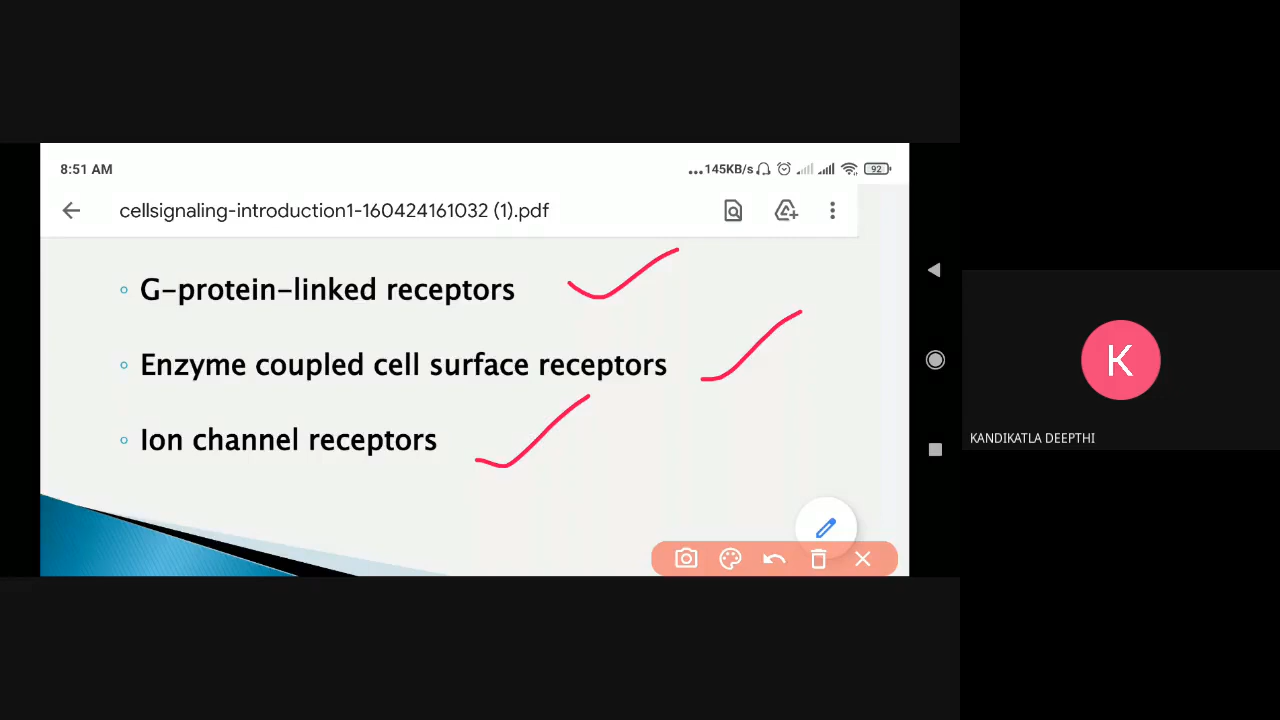 8:51 AM
...145KB/s
92
cellsignaling-introduction1-160424161032 (1).pdf
G-protein-linked receptors
Enzyme coupled cell surface receptors
Ion channel receptors
K
KANDIKATLA DEEPTHI